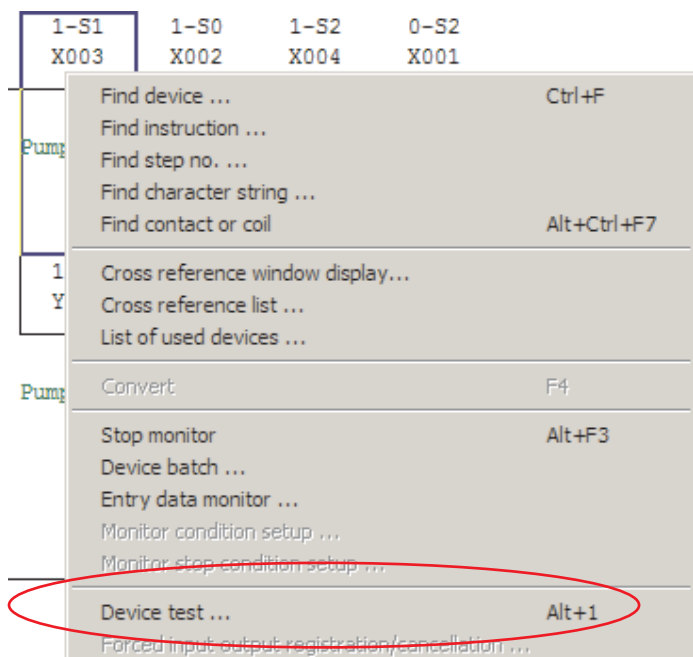 1-S1 1-S0 1-S2 0-S2
X003 X002 X004 X001
Find device ... Ctrl+F
Find instruction ...
Find step no. ...
Find character string ...
Find contact or coil Alt+Ctrl+F7
Cross reference window display...
Cross reference list ...
List of used devices ...
Convert F4
Stop monitor Alt+F3
Device batch ...
Entry data monitor ...
Monitor condition setup ...
Monitor stop condition setup ...
Device test ... Alt+1
Forced input output registration/cancellation ...